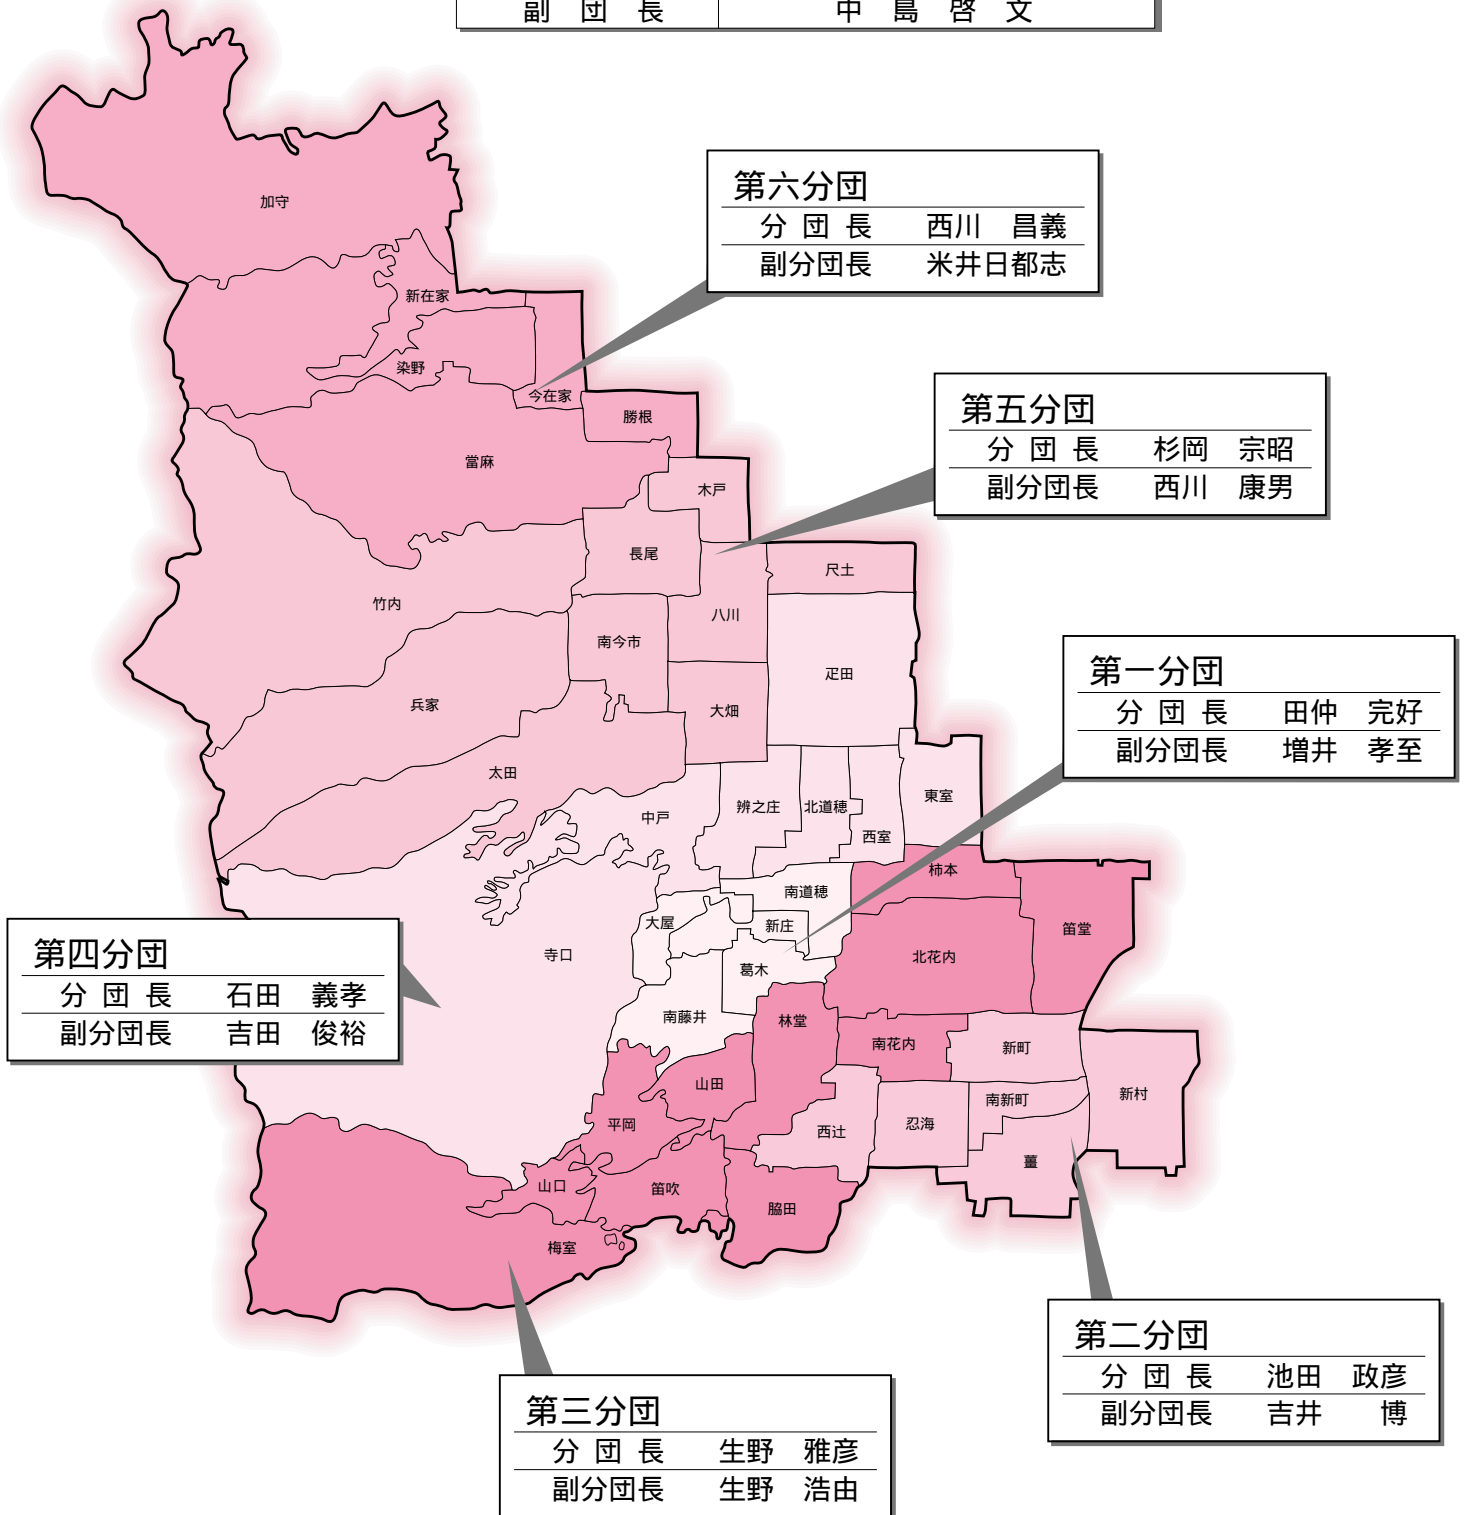 副団長 中島啓文
加守
第六分団
分団長 西川 昌義
副分団長 米井日都志
新在家
染野
今在家
勝根
當麻
第五分団
分団長 杉岡 宗昭
副分団長 西川 康男
木戸
長尾
尺土
竹内
八川
南今市
疋田
兵家
大畑
第一分団
分団長 田仲 完好
副分団長 増井 孝至
太田
中戸
辨之庄
北道穂
西室
東室
柿本
南道穂
大屋
新庄
笛堂
寺口
葛木
北花内
第四分団
分団長 石田 義孝
副分団長 吉田 俊裕
南藤井
林堂
南花内
新町
山田
平岡
西辻
忍海
南新町
新村
薑
山口
笛吹
脇田
梅室
第二分団
分団長 池田 政彦
副分団長 吉井 博
第三分団
分団長 生野 雅彦
副分団長 生野 浩由